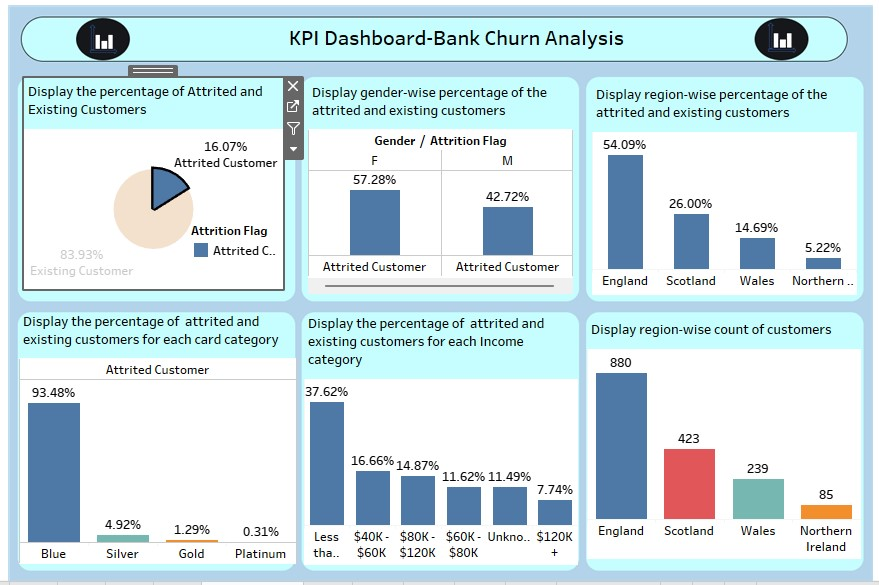 KPI Dashboard-Bank Churn Analysis
Display the percentage of Attrited and
Existing Customers
16.07%
Attrited Customer
Attrition Flag
Attrited C..
83.93%
Existing Customer
Display gender-wise percentage of the
attrited and existing customers
Gender / Attrition Flag
F M
57.28%
42.72%
Attrited Customer Attrited Customer
Display region-wise percentage of the
attrited and existing customers
54.09%
26.00%
14.69%
5.22%
England Scotland Wales Northern ..
Display the percentage of attrited and
existing customers for each card category
Attrited Customer
93.48%
4.92%
1.29%
0.31%
Blue Silver Gold Platinum
Display the percentage of attrited and
existing customers for each Income
category
37.62%
16.66%
14.87%
11.62%
11.49%
7.74%
Less $40K - $80K - $60K - Unkno.. $120K
tha.. $60K $120K $80K +
Display region-wise count of customers
880
423
239
85
England Scotland Wales Northern
Ireland